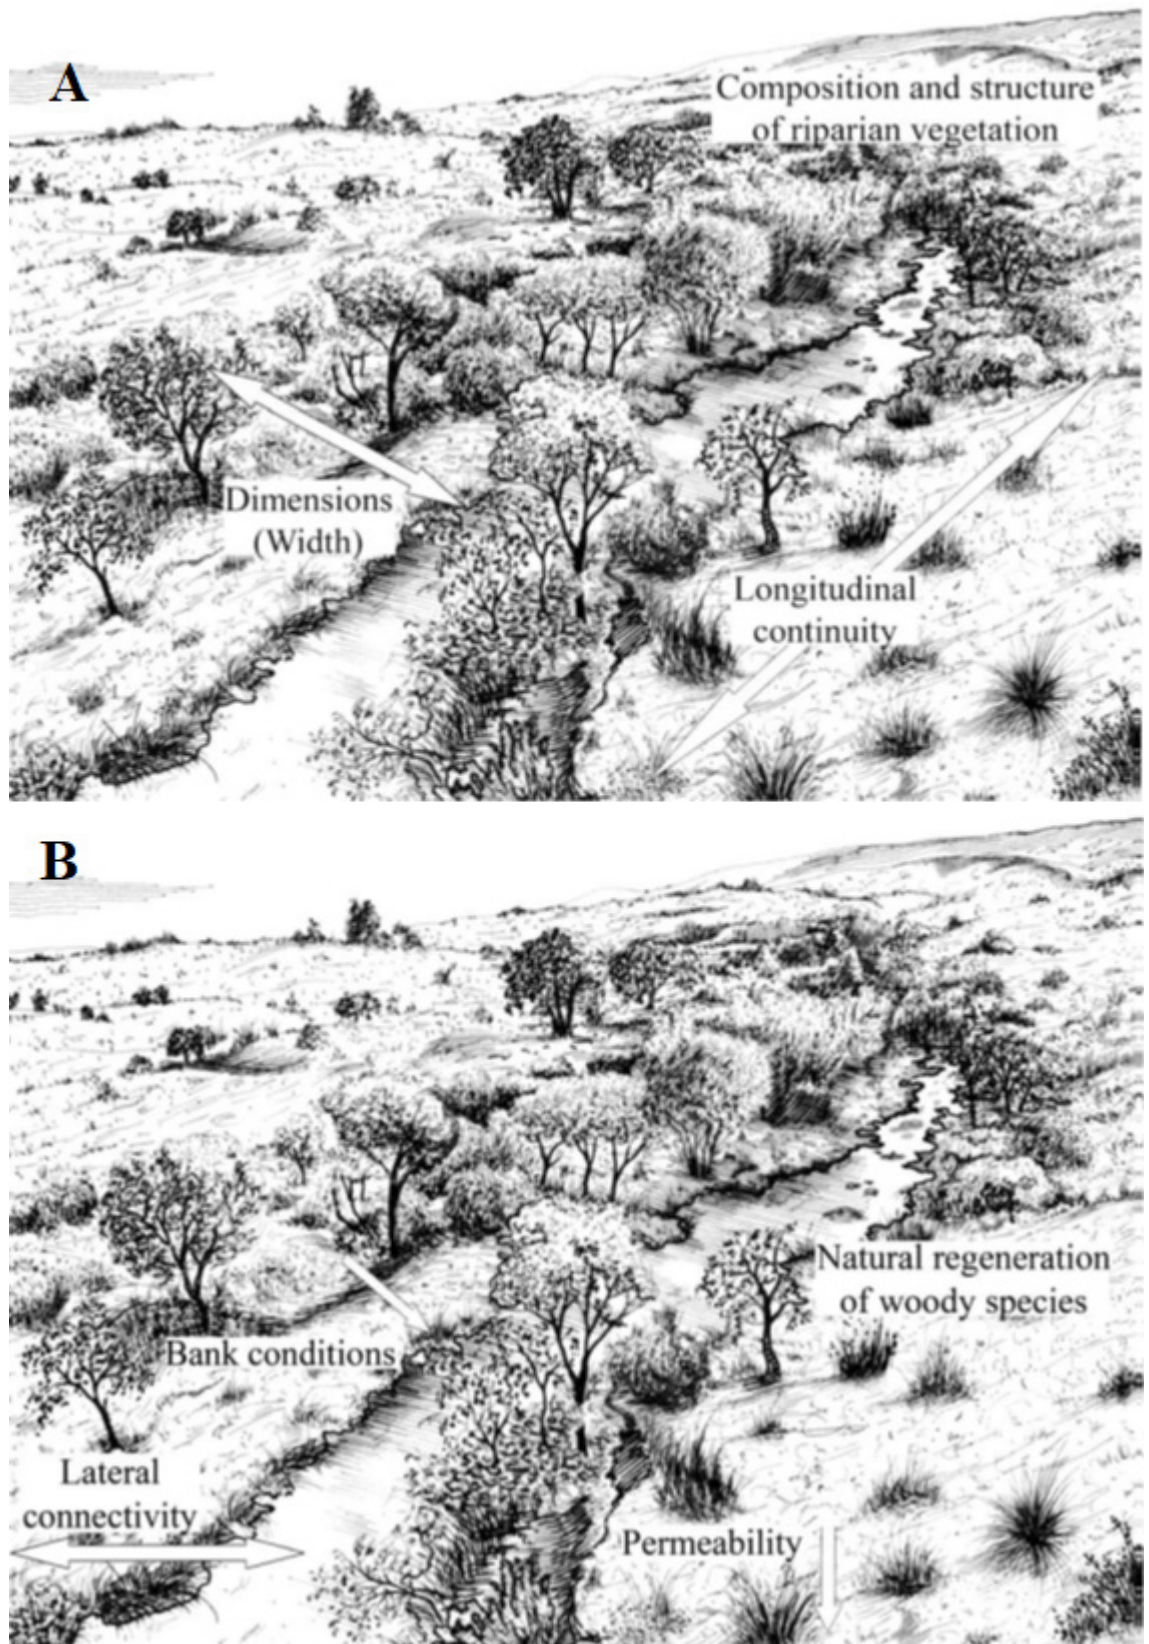 A
Composition and structure
of riparian vegetation
Dimensions
(Width)
Longitudinal
continuity
B
Natural regeneration
of woody species
Bank conditions
Lateral
connectivity
Permeability